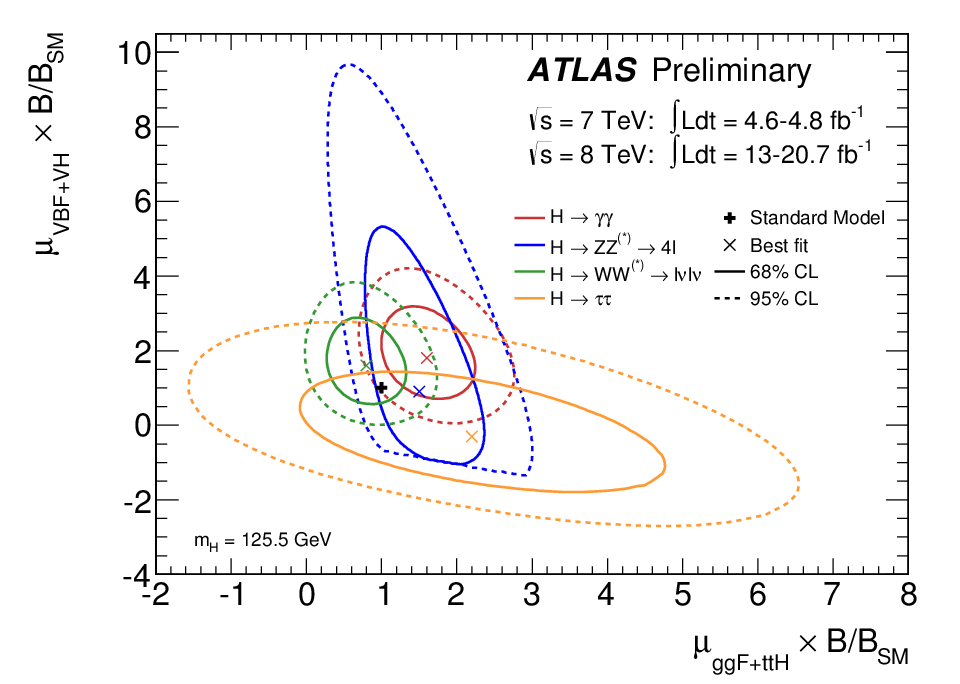 μ_VBF+VH × B/B_SM
10
8
6
4
2
0
-2
-4
ATLAS Preliminary
√s = 7 TeV: ∫Ldt = 4.6-4.8 fb⁻¹
√s = 8 TeV: ∫Ldt = 13-20.7 fb⁻¹
H → γγ
H → ZZ^(*) → 4l
H → WW^(*) → lνlν
H → ττ
Standard Model
Best fit
68% CL
95% CL
m_H = 125.5 GeV
-2 -1 0 1 2 3 4 5 6 7 8
μ_ggF+ttH × B/B_SM